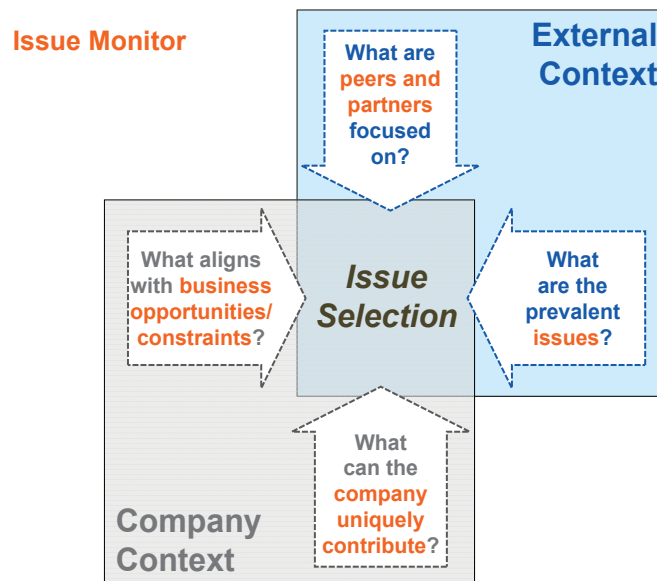 Issue Monitor
External
Context
What are
peers and
partners
focused
on?
What aligns
with business
opportunities/
constraints?
Issue
Selection
What
are the
prevalent
issues?
What
can the
company
uniquely
contribute?
Company
Context